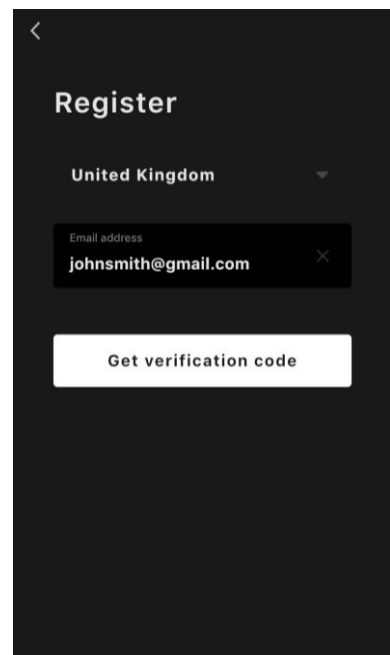 Register
United Kingdom
Email address
johnsmith@gmail.com
Get verification code